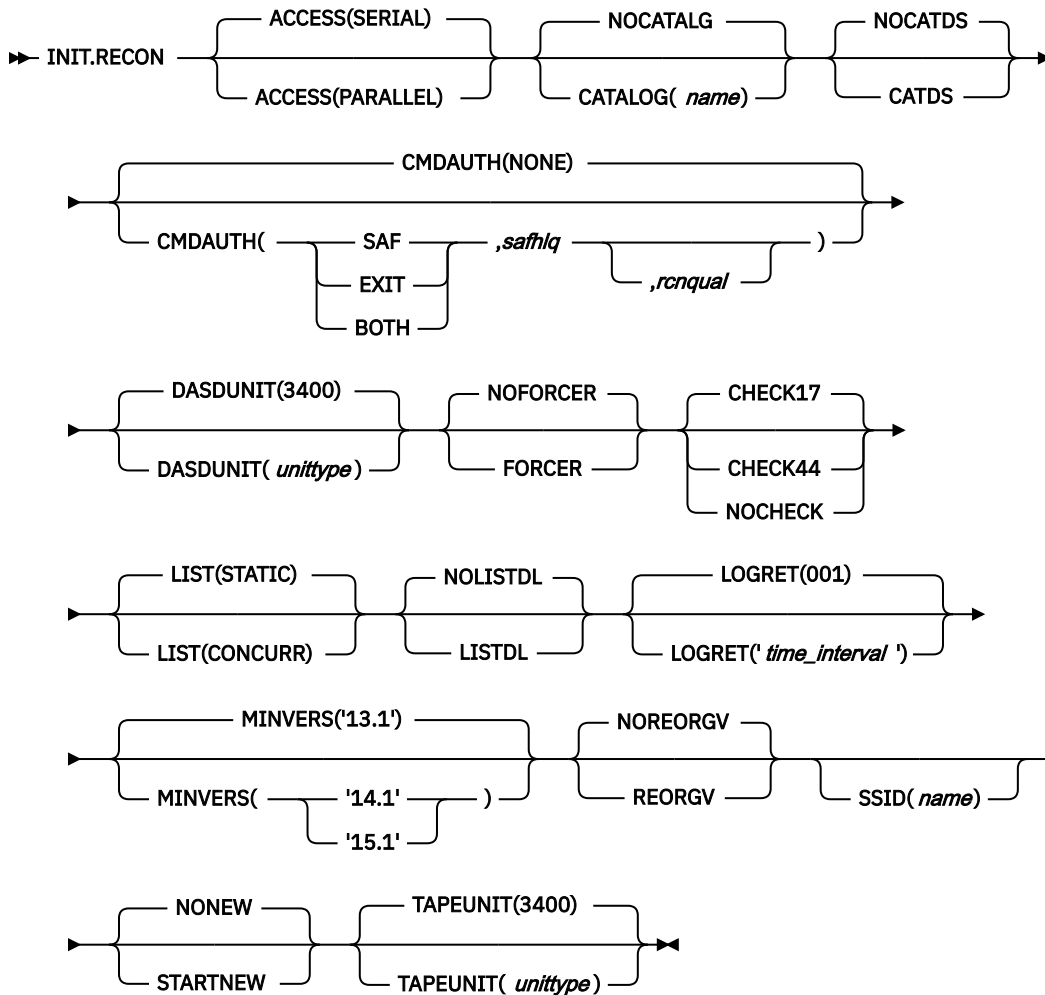 ACCESS(SERIAL) NOCATALG NOCATDS
INIT.RECON
ACCESS(PARALLEL) CATALOG( name) CATDS
CMDAUTH(NONE)
CMDAUTH( SAF ,safhlq )
EXIT ,rcnqual
BOTH
DASDUNIT(3400) NOFORCER CHECK17
DASDUNIT( unittype) FORCER CHECK44
NOCHECK
LIST(STATIC) NOLISTDL LOGRET(001)
LIST(CONCURR) LISTDL LOGRET(' time_interval ')
MINVERS('13.1') NOREORGV
MINVERS( '14.1' ) REORGV SSID( name)
'15.1'
NONEW TAPEUNIT(3400)
STARTNEW TAPEUNIT( unittype)